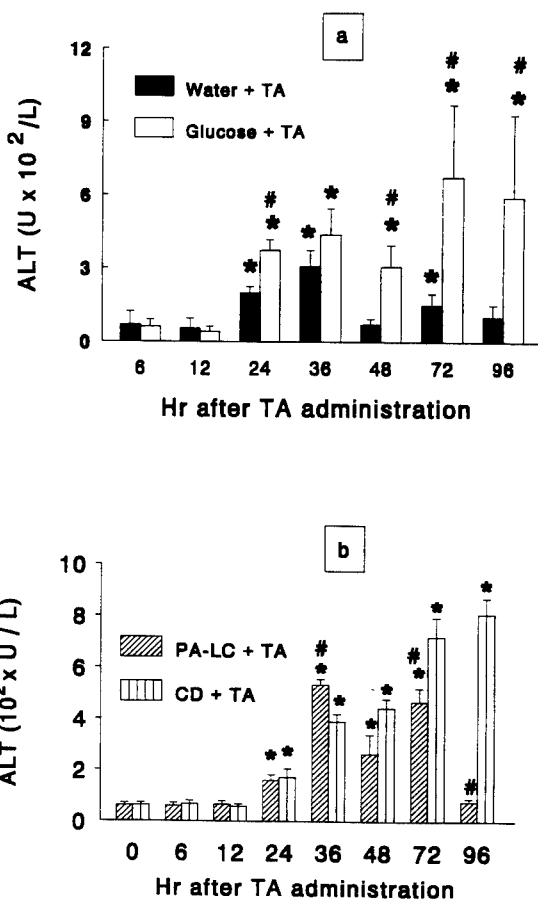 a
ALT (U x 10² /L)
12
9
6
3
0
Water + TA
Glucose + TA
*
#
*
*
*
#
*
*
#
*
#
*
6 12 24 36 48 72 96
Hr after TA administration
b
ALT (10² x U / L)
10
8
6
4
2
0
PA-LC + TA
CD + TA
* *
#
*
*
*
*
#
*
*
#
*
0 6 12 24 36 48 72 96
Hr after TA administration